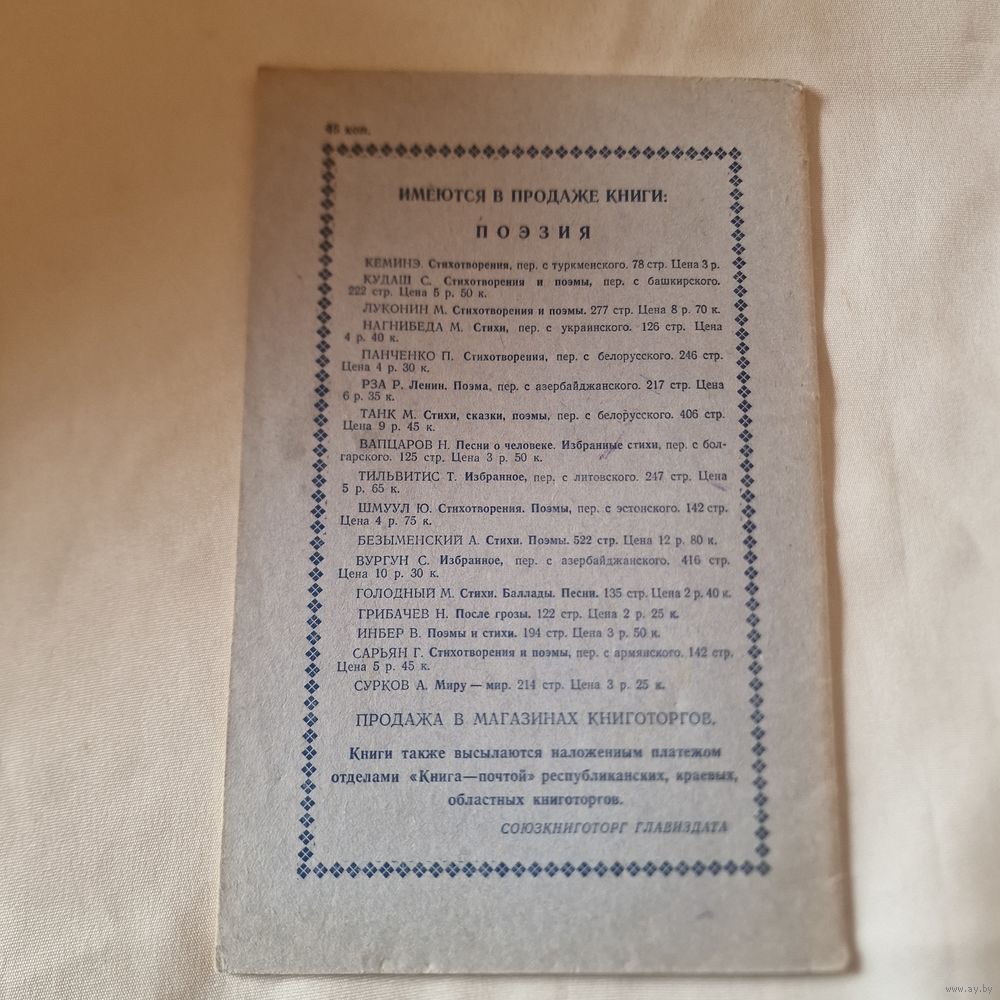 45 коп.
ИМЕЮТСЯ В ПРОДАЖЕ КНИГИ:
ПОЭЗИЯ
КЕМИНЭ. Стихотворения, пер. с туркменского. 78 стр. Цена 3 р.
КУДАШ С. Стихотворения и поэмы, пер. с башкирского.
222 стр. Цена 5 р. 50 к.
ЛУКОНИН М. Стихотворения и поэмы. 277 стр. Цена 8 р. 70 к.
НАГНИБЕДА М. Стихи, пер. с украинского. 126 стр. Цена
4 р. 40 к.
ПАНЧЕНКО П. Стихотворения, пер. с белорусского. 246 стр.
Цена 4 р. 30 к.
РЗА Р. Ленин. Поэма, пер. с азербайджанского. 217 стр. Цена
6 р. 35 к.
ТАНК М. Стихи, сказки, поэмы, пер. с белорусского. 406 стр.
Цена 9 р. 45 к.
ВАПЦАРОВ Н. Песни о человеке. Избранные стихи, пер. с бол-
гарского. 125 стр. Цена 3 р. 50 к.
ТИЛЬВИТИС Т. Избранное, пер. с литовского. 247 стр. Цена
5 р. 65 к.
ШМУУЛ Ю. Стихотворения. Поэмы, пер. с эстонского. 142 стр.
Цена 4 р. 75 к.
БЕЗЫМЕНСКИЙ А. Стихи. Поэмы. 522 стр. Цена 12 р. 80 к.
ВУРГУН С. Избранное, пер. с азербайджанского. 416 стр.
Цена 10 р. 30 к.
ГОЛОДНЫЙ М. Стихи. Баллады. Песни. 135 стр. Цена 2 р. 40 к.
ГРИБАЧЕВ Н. После грозы. 122 стр. Цена 2 р. 25 к.
ИНБЕР В. Поэмы и стихи. 194 стр. Цена 3 р. 50 к.
САРЬЯН Г. Стихотворения и поэмы, пер. с армянского. 142 стр.
Цена 5 р. 45 к.
СУРКОВ А. Миру — мир. 214 стр. Цена 3 р. 25 к.
ПРОДАЖА В МАГАЗИНАХ КНИГОТОРГОВ.
Книги также высылаются наложенным платежом
отделами «Книга—почтой» республиканских, краевых,
областных книготоргов.
СОЮЗКНИГОТОРГ ГЛАВИЗДАТА
www.ay.by